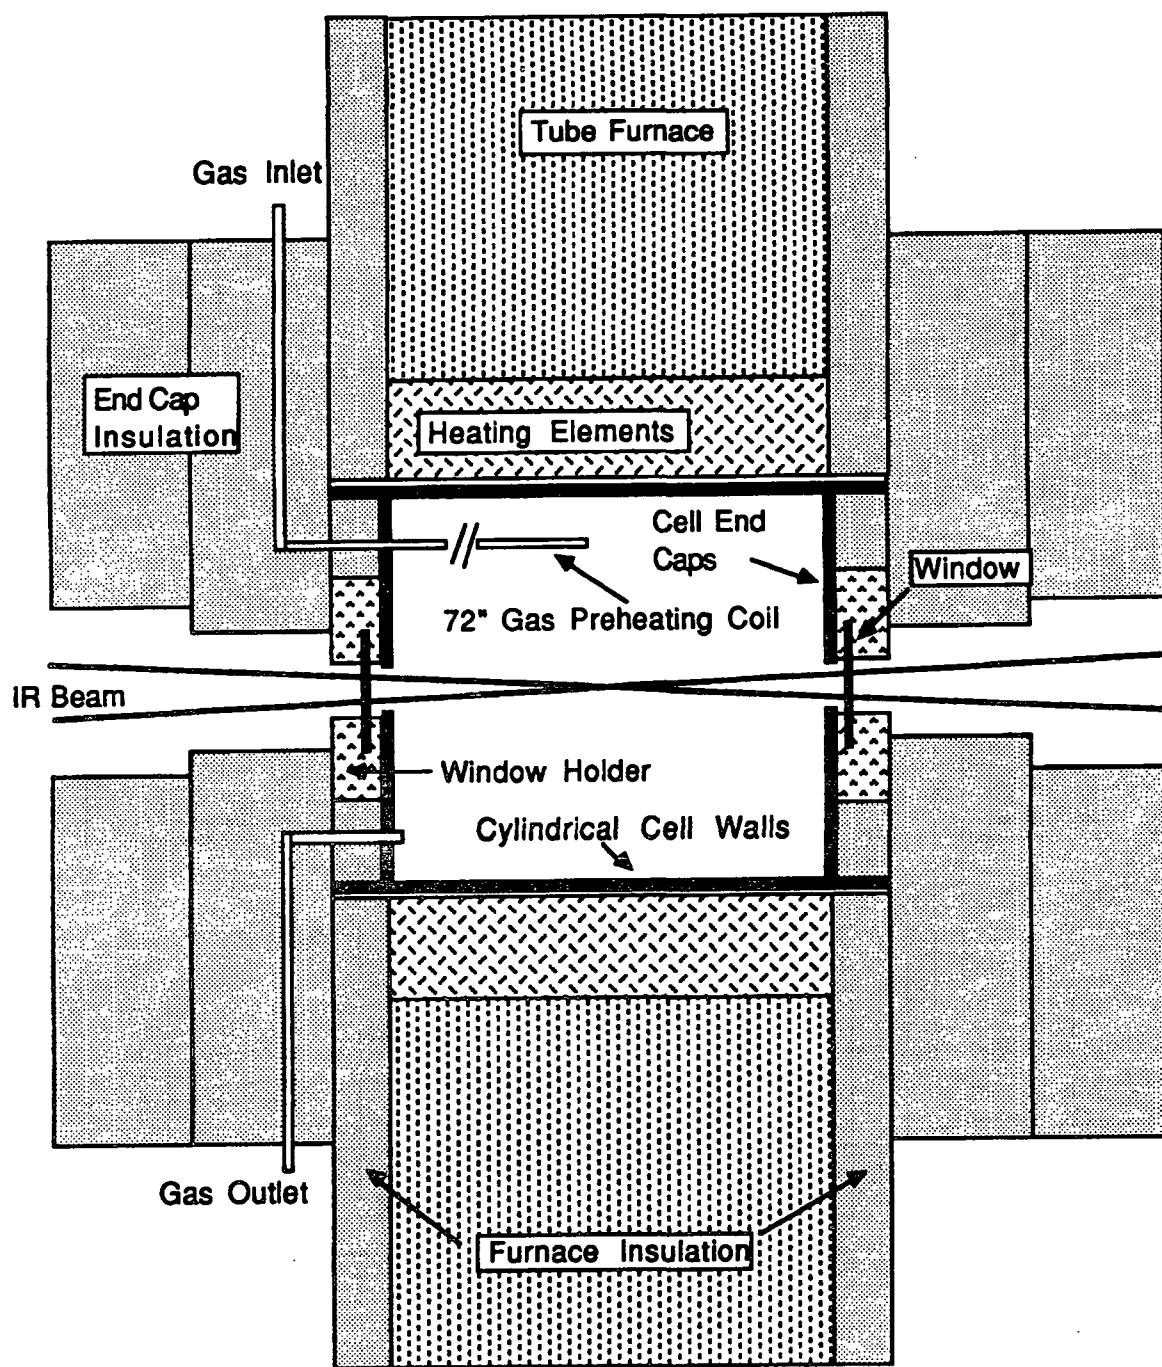 Tube Furnace
Gas Inlet
End Cap
Insulation
Heating Elements
Cell End
Caps
Window
72" Gas Preheating Coil
IR Beam
Window Holder
Cylindrical Cell Walls
Gas Outlet
Furnace Insulation